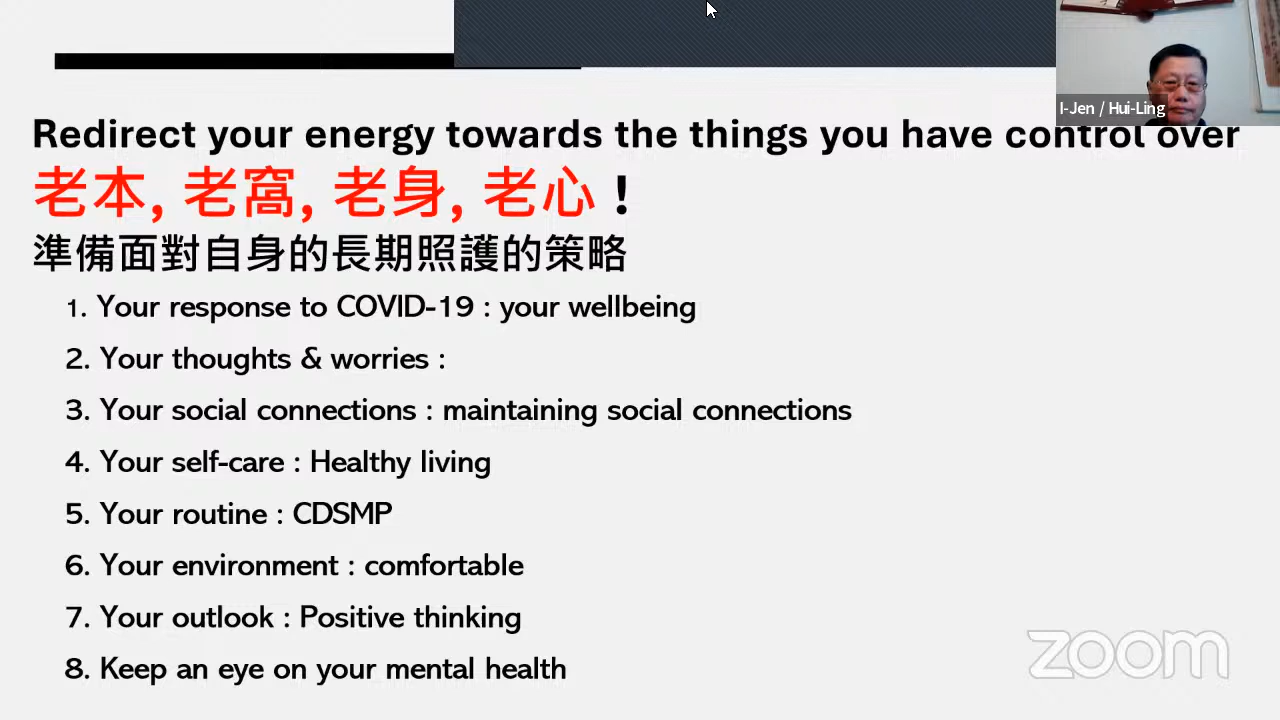 I-Jen / Hui-Ling
Redirect your energy towards the things you have control over
老本, 老窩, 老身, 老心 !
準備面對自身的長期照護的策略
1. Your response to COVID-19 : your wellbeing
2. Your thoughts & worries :
3. Your social connections : maintaining social connections
4. Your self-care : Healthy living
5. Your routine : CDSMP
6. Your environment : comfortable
7. Your outlook : Positive thinking
8. Keep an eye on your mental health
zoom